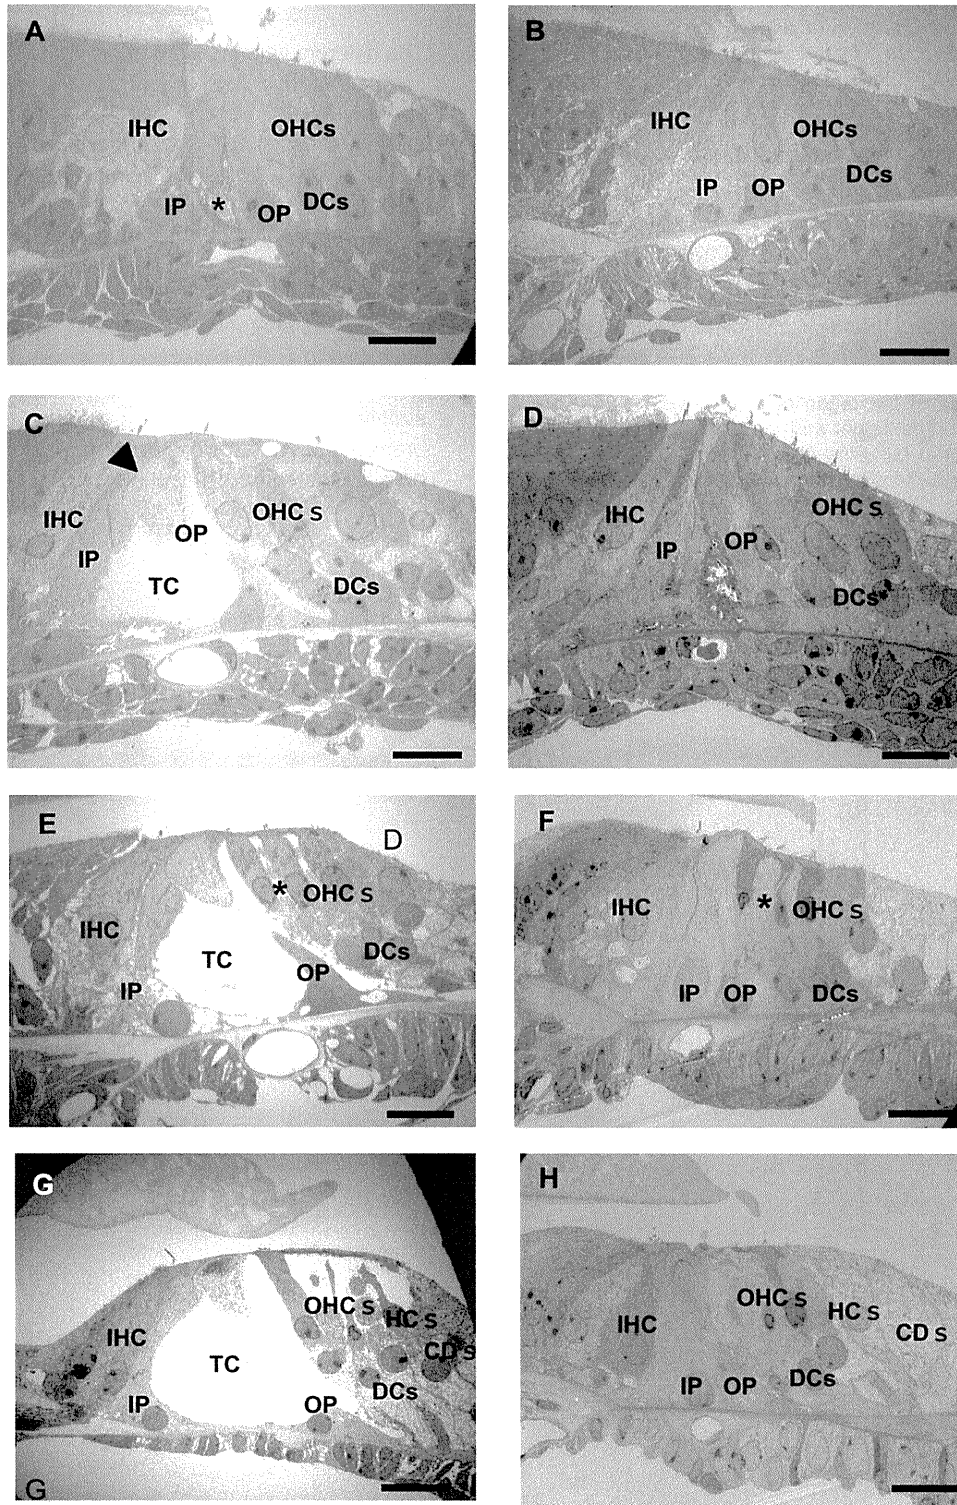 A
IHC OHCs
IP * OP DCs
B
IHC OHCs
IP OP DCs
C
IHC OP OHC s
IP TC DCs
D
IHC OP OHC s
IP DCs
E D
IHC * OHC s
TC DCs
IP OP
F
IHC * OHC s
IP OP DCs
G
OHC s HC s
IHC TC CD s
IP OP DCs
G
H
OHC s HC s
IHC CD s
IP OP DCs